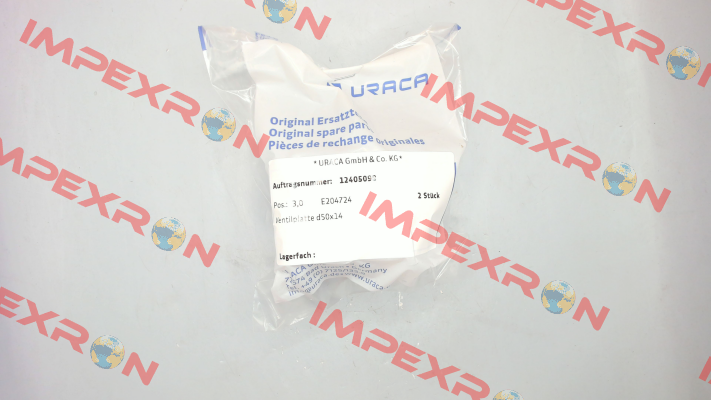 URACA
Original Ersatzt
Original spare par
Pièces de rechange originales
* URACA GmbH & Co. KG *
Auftragsnummer: 12405090
Pos: 3,0 E204724 2 Stück
Ventilplatte d50x14
Lagerfach :
IMPEXRON
IMPEXRON
IMPEXRON
IMPEXRON
IMPEXRON